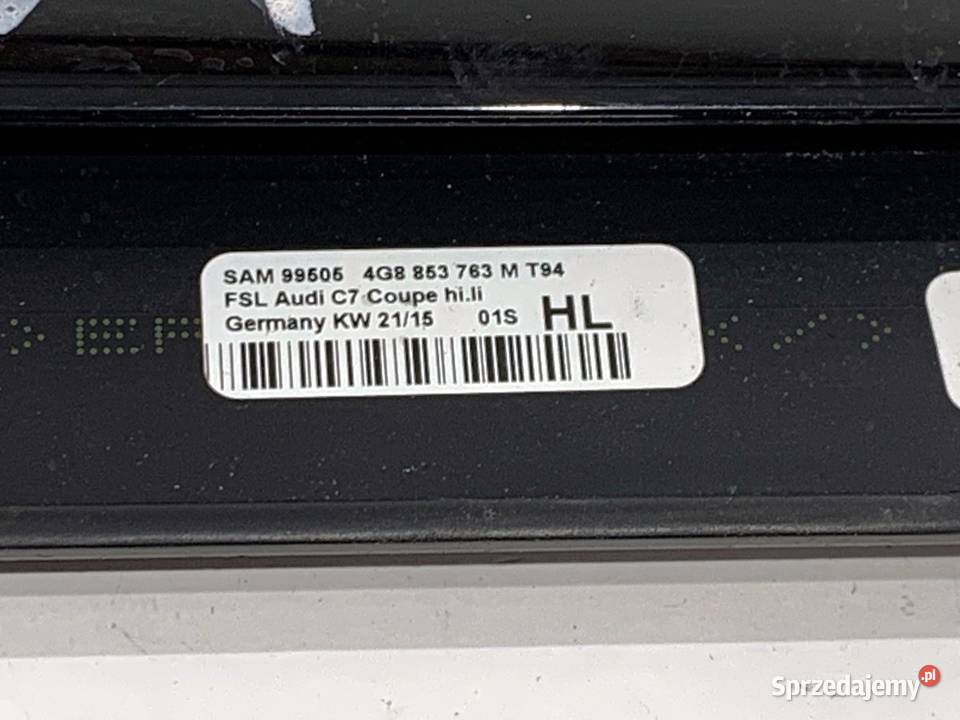 SAM 99505 4G8 853 763 M T94
FSL Audi C7 Coupe hi.li
Germany KW 21/15 01S HL
Sprzedajemy.pl